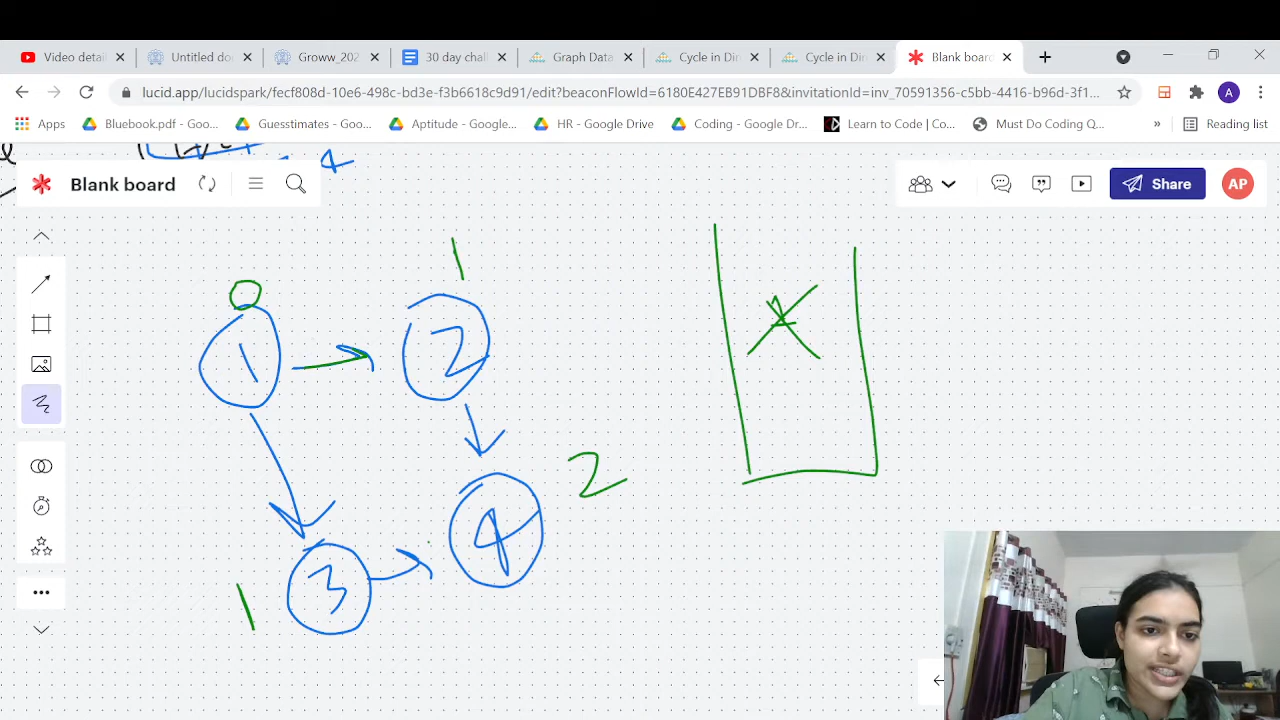 Video detail
Untitled do
Groww_202
30 day chall
Graph Data
Cycle in Dir
Cycle in Dir
Blank board
lucid.app/lucidspark/fecf808d-10e6-498c-bd3e-f3b6618c9d91/edit?beaconFlowId=6180E427EB91DBF8&invitationId=inv_70591356-c5bb-4416-b96d-3f1...
A
Apps
Bluebook.pdf - Goo...
Guesstimates - Goo...
Aptitude - Google...
HR - Google Drive
Coding - Google Dr...
Learn to Code | Co...
Must Do Coding Q...
»
Reading list
4
Blank board
Share
AP
0
1
1
2
2
4
1
3